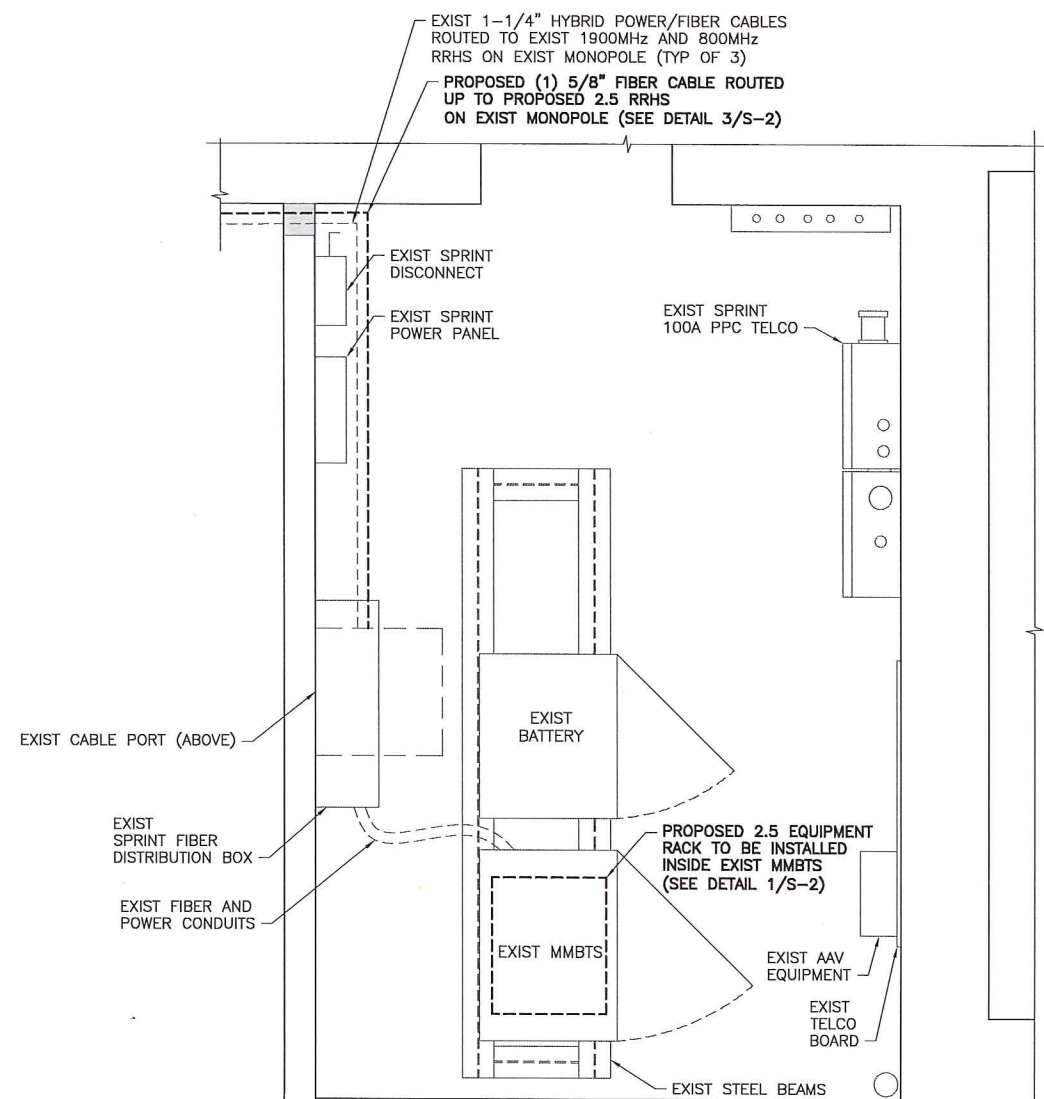 EXIST 1-1/4" HYBRID POWER/FIBER CABLES
ROUTED TO EXIST 1900MHz AND 800MHz
RRHS ON EXIST MONOPOLE (TYP OF 3)
PROPOSED (1) 5/8" FIBER CABLE ROUTED
UP TO PROPOSED 2.5 RRHS
ON EXIST MONOPOLE (SEE DETAIL 3/S-2)
EXIST SPRINT
DISCONNECT
EXIST SPRINT
POWER PANEL
EXIST SPRINT
100A PPC TELCO
EXIST CABLE PORT (ABOVE)
EXIST
BATTERY
EXIST
SPRINT FIBER
DISTRIBUTION BOX
EXIST FIBER AND
POWER CONDUITS
PROPOSED 2.5 EQUIPMENT
RACK TO BE INSTALLED
INSIDE EXIST MMBTS
(SEE DETAIL 1/S-2)
EXIST MMBTS
EXIST AAV
EQUIPMENT
EXIST
TELCO
BOARD
EXIST STEEL BEAMS